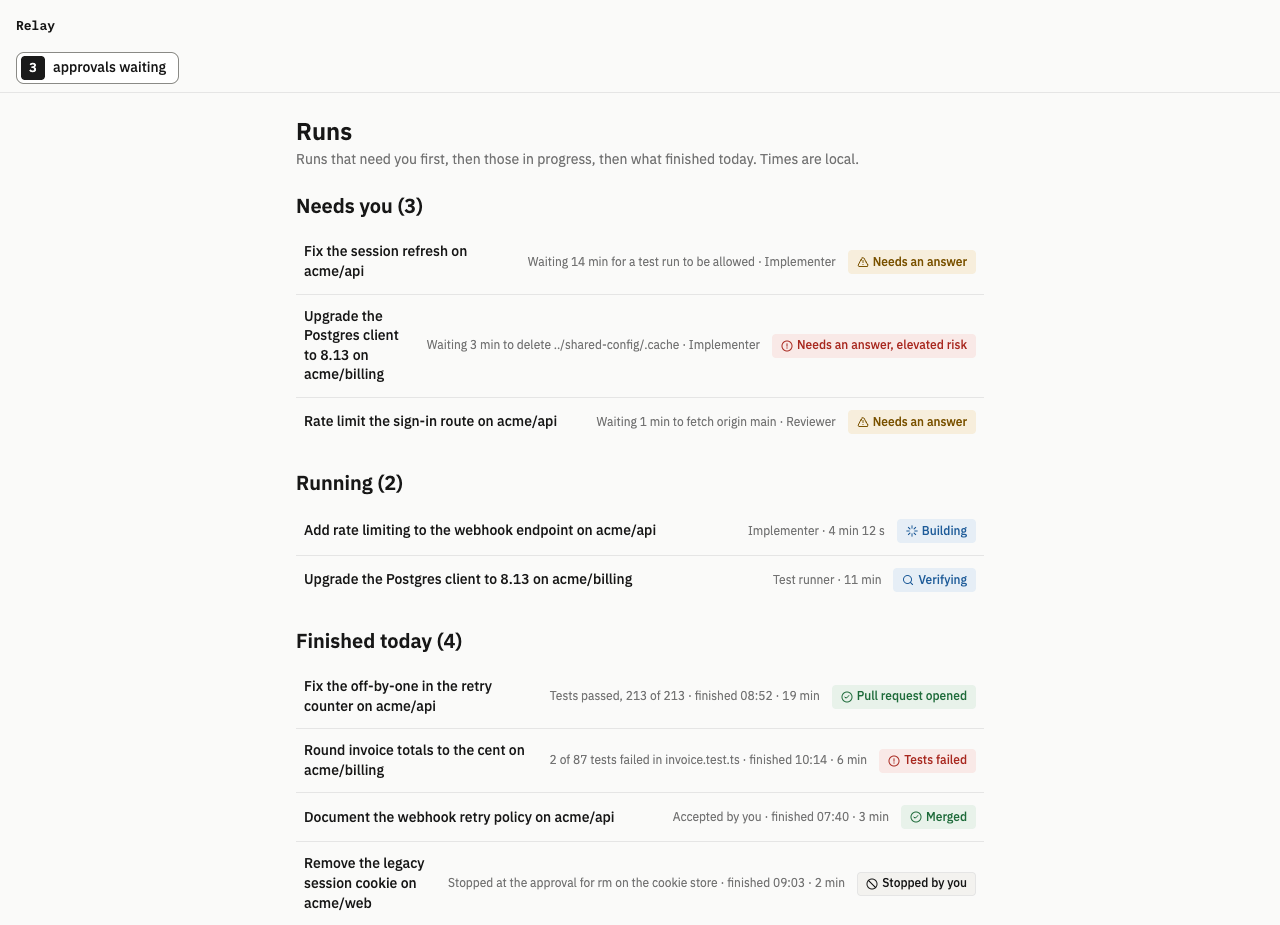 Relay
3 approvals waiting
Runs
Runs that need you first, then those in progress, then what finished today. Times are local.
Needs you (3)
Fix the session refresh on
acme/api
Waiting 14 min for a test run to be allowed · Implementer
Needs an answer
Upgrade the
Postgres client
to 8.13 on
acme/billing
Waiting 3 min to delete ../shared-config/.cache · Implementer
Needs an answer, elevated risk
Rate limit the sign-in route on acme/api
Waiting 1 min to fetch origin main · Reviewer
Needs an answer
Running (2)
Add rate limiting to the webhook endpoint on acme/api
Implementer · 4 min 12 s
Building
Upgrade the Postgres client to 8.13 on acme/billing
Test runner · 11 min
Verifying
Finished today (4)
Fix the off-by-one in the retry
counter on acme/api
Tests passed, 213 of 213 · finished 08:52 · 19 min
Pull request opened
Round invoice totals to the cent on
acme/billing
2 of 87 tests failed in invoice.test.ts · finished 10:14 · 6 min
Tests failed
Document the webhook retry policy on acme/api
Accepted by you · finished 07:40 · 3 min
Merged
Remove the legacy
session cookie on
acme/web
Stopped at the approval for rm on the cookie store · finished 09:03 · 2 min
Stopped by you